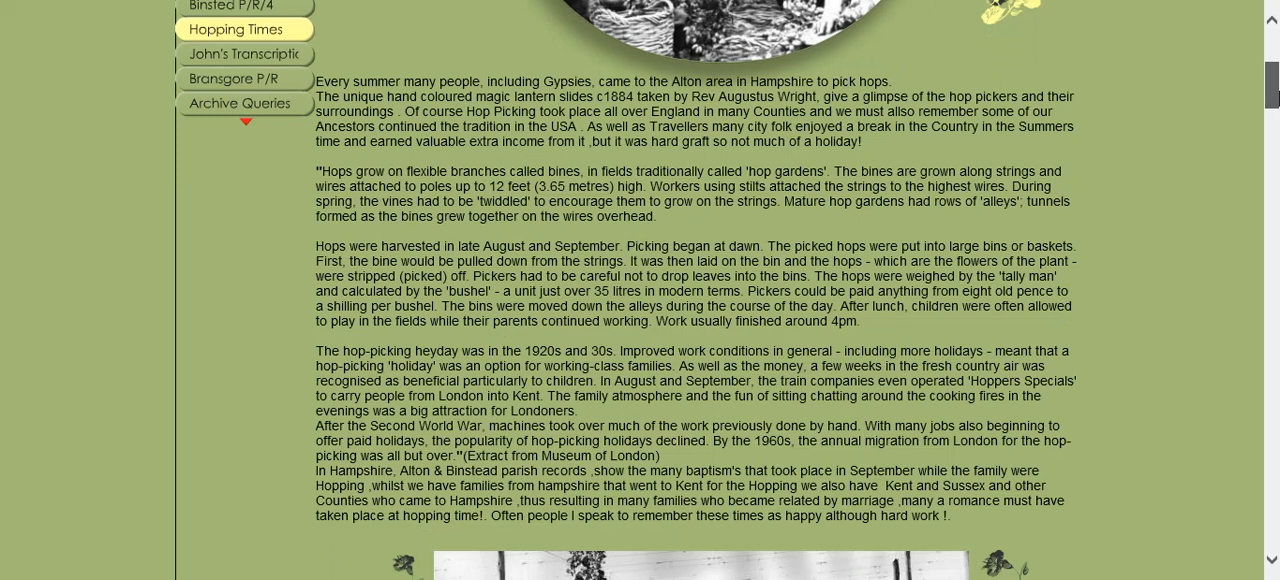 Binsted P/R/4
Hopping Times
John's Transcriptic
Bransgore P/R
Archive Queries
Every summer many people, including Gypsies, came to the Alton area in Hampshire to pick hops.
The unique hand coloured magic lantern slides c1884 taken by Rev Augustus Wright, give a glimpse of the hop pickers and their
surroundings . Of course Hop Picking took place all over England in many Counties and we must allso remember some of our
Ancestors continued the tradition in the USA . As well as Travellers many city folk enjoyed a break in the Country in the Summers
time and earned valuable extra income from it ,but it was hard graft so not much of a holiday!
"Hops grow on flexible branches called bines, in fields traditionally called 'hop gardens'. The bines are grown along strings and
wires attached to poles up to 12 feet (3.65 metres) high. Workers using stilts attached the strings to the highest wires. During
spring, the vines had to be 'twiddled' to encourage them to grow on the strings. Mature hop gardens had rows of 'alleys'; tunnels
formed as the bines grew together on the wires overhead.
Hops were harvested in late August and September. Picking began at dawn. The picked hops were put into large bins or baskets.
First, the bine would be pulled down from the strings. It was then laid on the bin and the hops - which are the flowers of the plant -
were stripped (picked) off. Pickers had to be careful not to drop leaves into the bins. The hops were weighed by the 'tally man'
and calculated by the 'bushel' - a unit just over 35 litres in modern terms. Pickers could be paid anything from eight old pence to
a shilling per bushel. The bins were moved down the alleys during the course of the day. After lunch, children were often allowed
to play in the fields while their parents continued working. Work usually finished around 4pm.
The hop-picking heyday was in the 1920s and 30s. Improved work conditions in general - including more holidays - meant that a
hop-picking 'holiday' was an option for working-class families. As well as the money, a few weeks in the fresh country air was
recognised as beneficial particularly to children. In August and September, the train companies even operated 'Hoppers Specials'
to carry people from London into Kent. The family atmosphere and the fun of sitting chatting around the cooking fires in the
evenings was a big attraction for Londoners.
After the Second World War, machines took over much of the work previously done by hand. With many jobs also beginning to
offer paid holidays, the popularity of hop-picking holidays declined. By the 1960s, the annual migration from London for the hop-
picking was all but over."(Extract from Museum of London)
In Hampshire, Alton & Binstead parish records ,show the many baptism's that took place in September while the family were
Hopping ,whilst we have families from hampshire that went to Kent for the Hopping we also have  Kent and Sussex and other
Counties who came to Hampshire ,thus resulting in many families who became related by marriage ,many a romance must have
taken place at hopping time!. Often people I speak to remember these times as happy although hard work !.